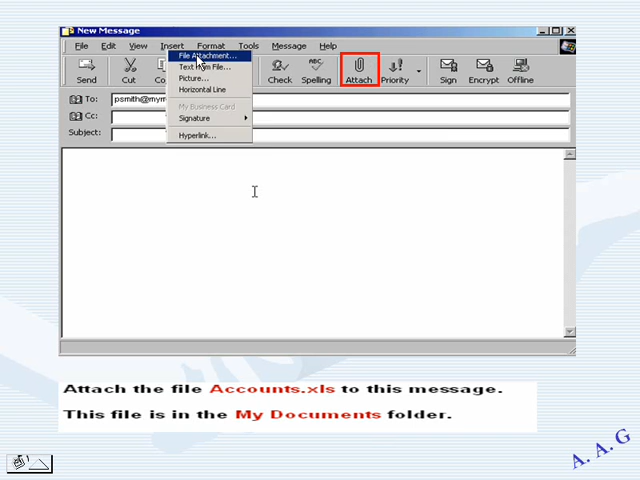 New Message
File Edit View Insert Format Tools Message Help
File Attachment...
Text from File...
Picture...
Horizontal Line
My Business Card
Signature
Hyperlink...
Send Cut Check Spelling Attach Priority Sign Encrypt Offline
To:
Cc:
Subject:
Attach the file Accounts.xls to this message.
This file is in the My Documents folder.
A. A. G